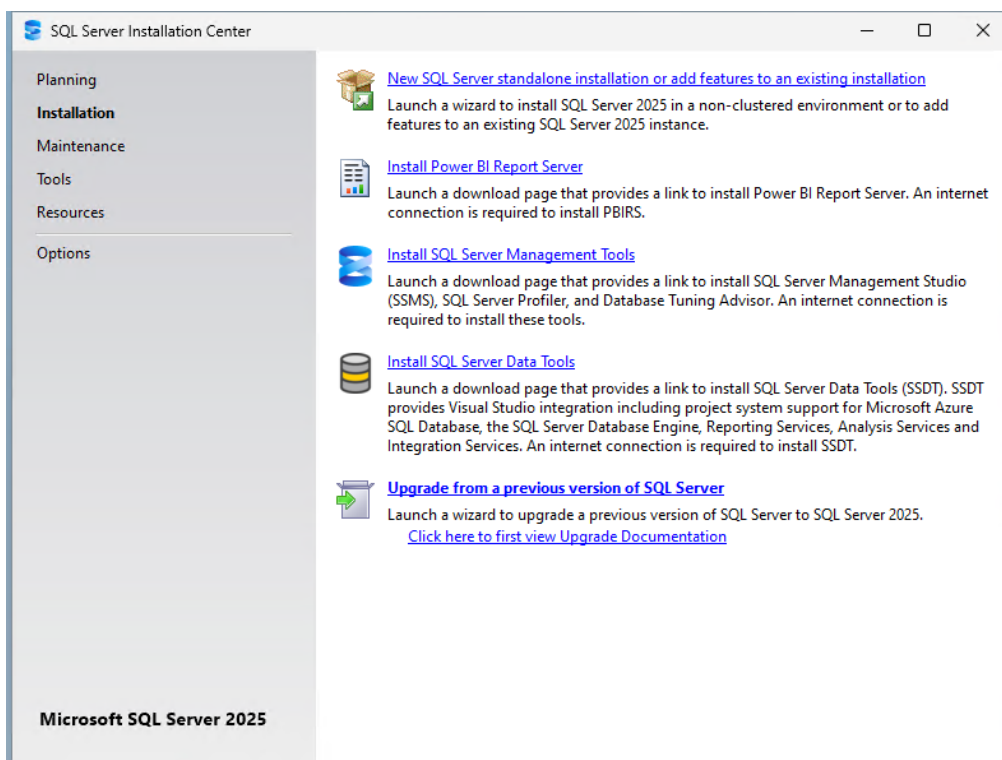 SQL Server Installation Center
Planning
Installation
Maintenance
Tools
Resources
Options
Microsoft SQL Server 2025
New SQL Server standalone installation or add features to an existing installation
Launch a wizard to install SQL Server 2025 in a non-clustered environment or to add
features to an existing SQL Server 2025 instance.
Install Power BI Report Server
Launch a download page that provides a link to install Power BI Report Server. An internet
connection is required to install PBIRS.
Install SQL Server Management Tools
Launch a download page that provides a link to install SQL Server Management Studio
(SSMS), SQL Server Profiler, and Database Tuning Advisor. An internet connection is
required to install these tools.
Install SQL Server Data Tools
Launch a download page that provides a link to install SQL Server Data Tools (SSDT). SSDT
provides Visual Studio integration including project system support for Microsoft Azure
SQL Database, the SQL Server Database Engine, Reporting Services, Analysis Services and
Integration Services. An internet connection is required to install SSDT.
Upgrade from a previous version of SQL Server
Launch a wizard to upgrade a previous version of SQL Server to SQL Server 2025.
Click here to first view Upgrade Documentation